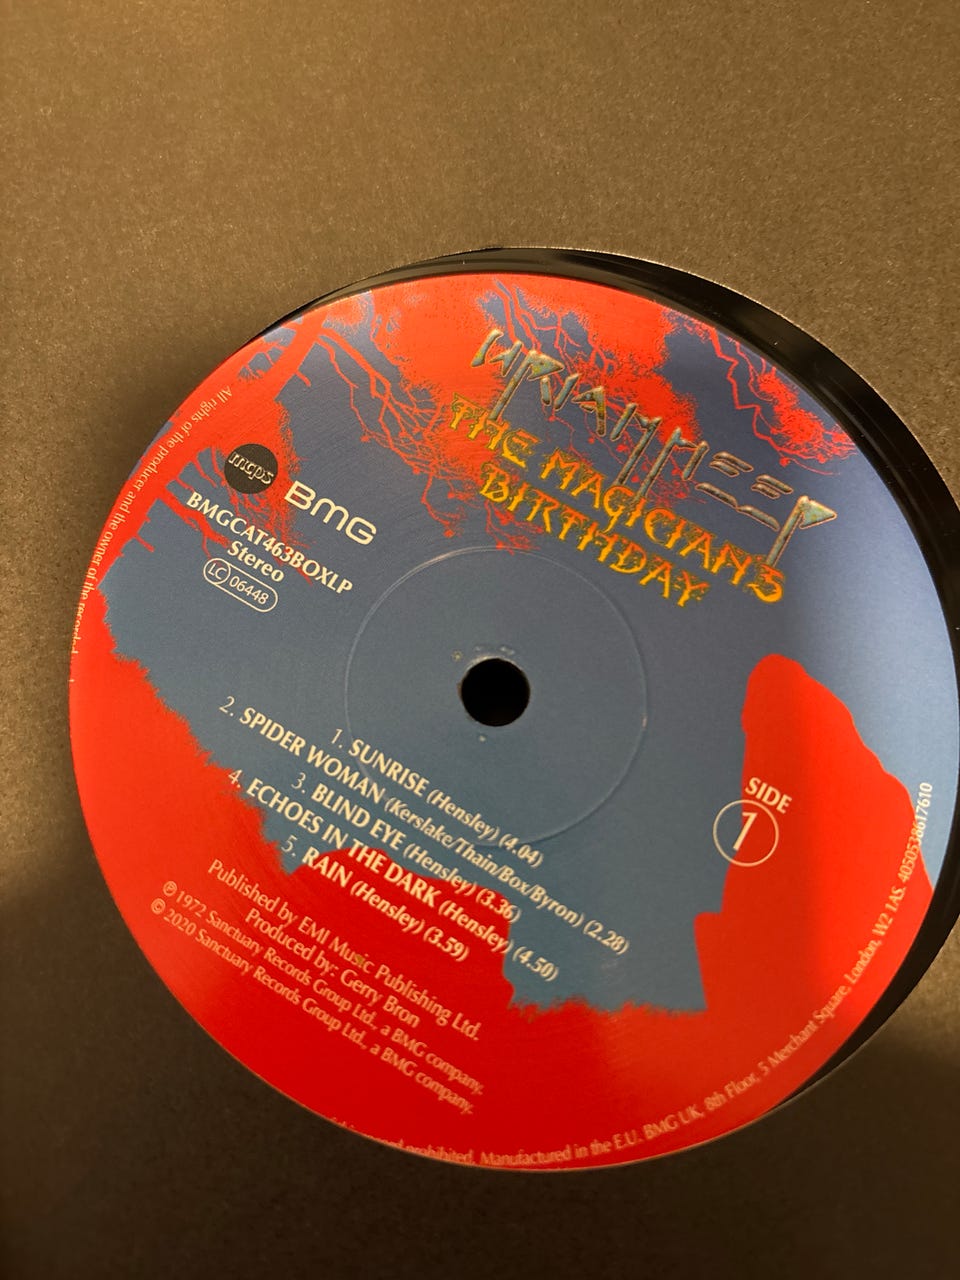 URIAH HEEP
THE MAGICIAN'S
BIRTHDAY
mcps
BMG
BMGCAT463BOXLP
Stereo
LC 06448
SIDE
1
1. SUNRISE (Hensley) (4.04)
2. SPIDER WOMAN (Kerslake/Thain/Box/Byron) (2.28)
3. BLIND EYE (Hensley) (3.36)
4. ECHOES IN THE DARK (Hensley) (4.50)
5. RAIN (Hensley) (3.59)
Published by EMI Music Publishing Ltd.
Produced by: Gerry Bron
℗ 1972 Sanctuary Records Group Ltd., a BMG company.
© 2020 Sanctuary Records Group Ltd., a BMG company.
All rights of the producer and the owner of the recorded
prohibited. Manufactured in the E.U. BMG UK, 8th Floor, 5 Merchant Square, London, W2 1AS. 4050538617610